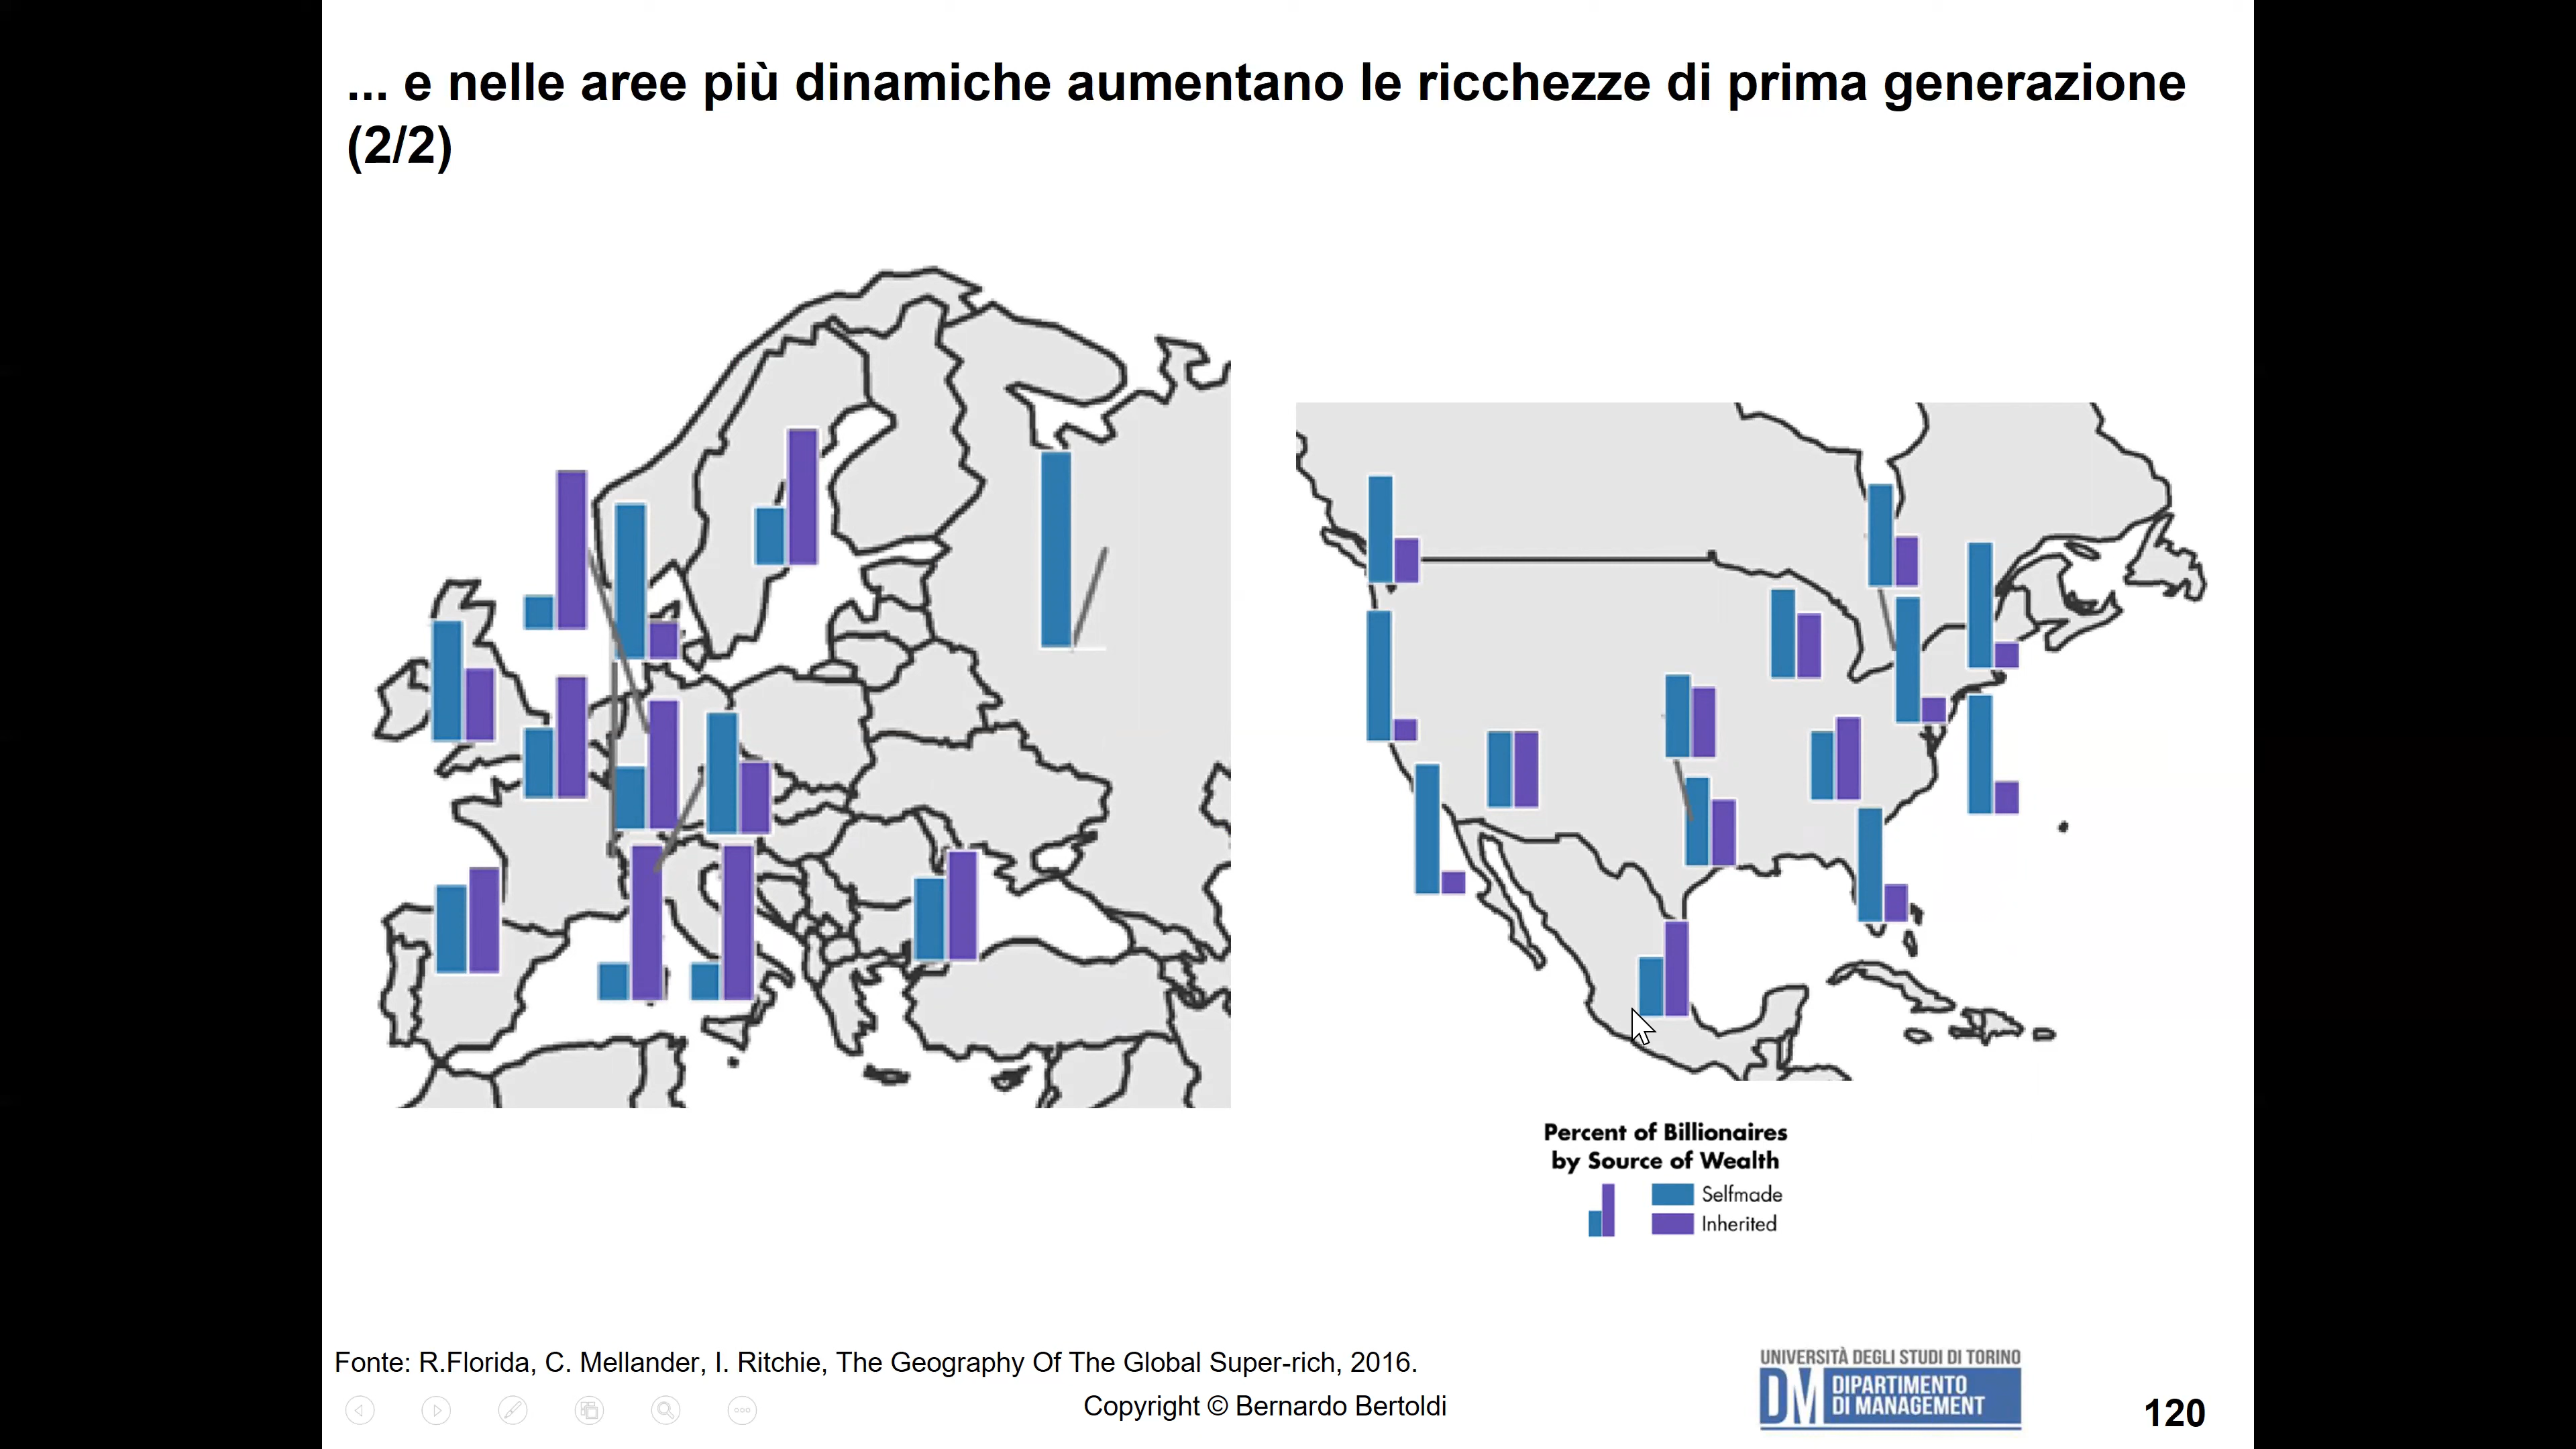 ... e nelle aree più dinamiche aumentano le ricchezze di prima generazione
(2/2)
Percent of Billionaires
by Source of Wealth
Selfmade
Inherited
Fonte: R.Florida, C. Mellander, I. Ritchie, The Geography Of The Global Super-rich, 2016.
Copyright © Bernardo Bertoldi
UNIVERSITÀ DEGLI STUDI DI TORINO
DM DIPARTIMENTO
DI MANAGEMENT
120